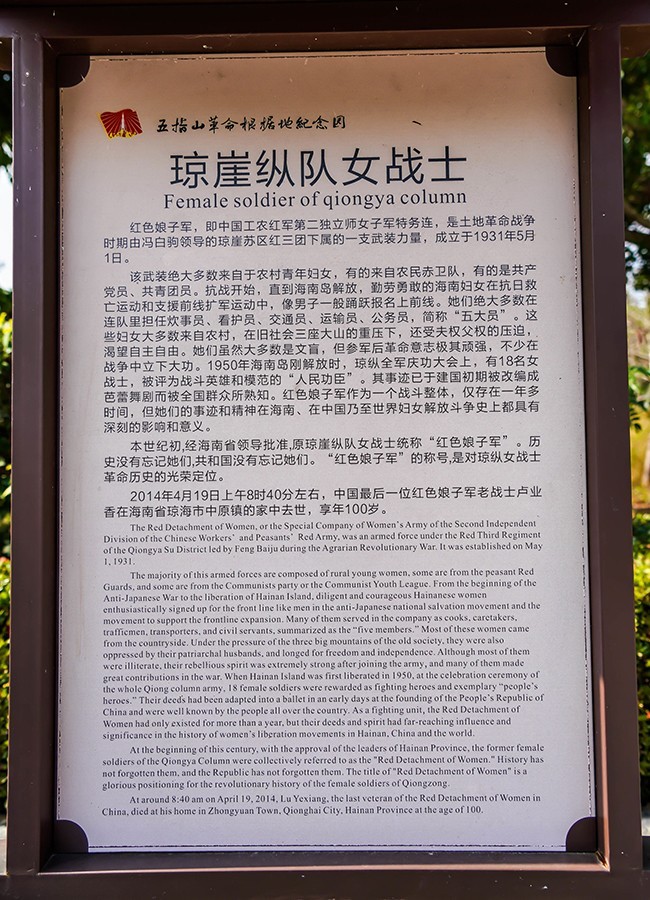 五指山革命根据地纪念园
琼崖纵队女战士
Female soldier of qiongya column
红色娘子军，即中国工农红军第二独立师女子军特务连，是土地革命战争
时期由冯白驹领导的琼崖苏区红三团下属的一支武装力量，成立于1931年5月
1日。
该武装绝大多数来自于农村青年妇女，有的来自农民赤卫队，有的是共产
党员、共青团员。抗战开始，直到海南岛解放，勤劳勇敢的海南妇女在抗日救
亡运动和支援前线扩军运动中，像男子一般踊跃报名上前线。她们绝大多数在
连队里担任炊事员、看护员、交通员、运输员、公务员，简称“五大员”。这
些妇女大多数来自农村，在旧社会三座大山的重压下，还受夫权父权的压迫，
渴望自主自由。她们虽然大多数是文盲，但参军后革命意志极其顽强，不少在
战争中立下大功。1950年海南岛刚解放时，琼纵全军庆功大会上，有18名女
战士，被评为战斗英雄和模范的“人民功臣”。其事迹已于建国初期被改编成
芭蕾舞剧而被全国群众所熟知。红色娘子军作为一个战斗整体，仅存在一年多
时间，但她们的事迹和精神在海南、在中国乃至世界妇女解放斗争史上都具有
深刻的影响和意义。
本世纪初,经海南省领导批准,原琼崖纵队女战士统称“红色娘子军”。历
史没有忘记她们,共和国没有忘记她们。“红色娘子军”的称号,是对琼纵女战士
革命历史的光荣定位。
2014年4月19日上午8时40分左右，中国最后一位红色娘子军老战士卢业
香在海南省琼海市中原镇的家中去世，享年100岁。
The Red Detachment of Women, or the Special Company of Women's Army of the Second Independent
Division of the Chinese Workers' and Peasants' Red Army, was an armed force under the Red Third Regiment
of the Qiongya Su District led by Feng Baiju during the Agrarian Revolutionary War. It was established on May
1, 1931.
The majority of this armed forces are composed of rural young women, some are from the peasant Red
Guards, and some are from the Communists party or the Communist Youth League. From the beginning of the
Anti-Japanese War to the liberation of Hainan Island, diligent and courageous Hainanese women
enthusiastically signed up for the front line like men in the anti-Japanese national salvation movement and the
movement to support the frontline expansion. Many of them served in the company as cooks, caretakers,
trafficmen, transporters, and civil servants, summarized as the “five members.” Most of these women came
from the countryside. Under the pressure of the three big mountains of the old society, they were also
oppressed by their patriarchal husbands, and longed for freedom and independence. Although most of them
were illiterate, their rebellious spirit was extremely strong after joining the army, and many of them made
great contributions in the war. When Hainan Island was first liberated in 1950, at the celebration ceremony of
the whole Qiong column army, 18 female soldiers were rewarded as fighting heroes and exemplary “people's
heroes.” Their deeds had been adapted into a ballet in an early days at the founding of the People's Republic of
China and were well known by the people all over the country. As a fighting unit, the Red Detachment of
Women had only existed for more than a year, but their deeds and spirit had far-reaching influence and
significance in the history of women's liberation movements in Hainan, China and the world.
At the beginning of this century, with the approval of the leaders of Hainan Province, the former female
soldiers of the Qiongya Column were collectively referred to as the "Red Detachment of Women." History has
not forgotten them, and the Republic has not forgotten them. The title of "Red Detachment of Women" is a
glorious positioning for the revolutionary history of the female soldiers of Qiongzong.
At around 8:40 am on April 19, 2014, Lu Yexiang, the last veteran of the Red Detachment of Women in
China, died at his home in Zhongyuan Town, Qionghai City, Hainan Province at the age of 100.